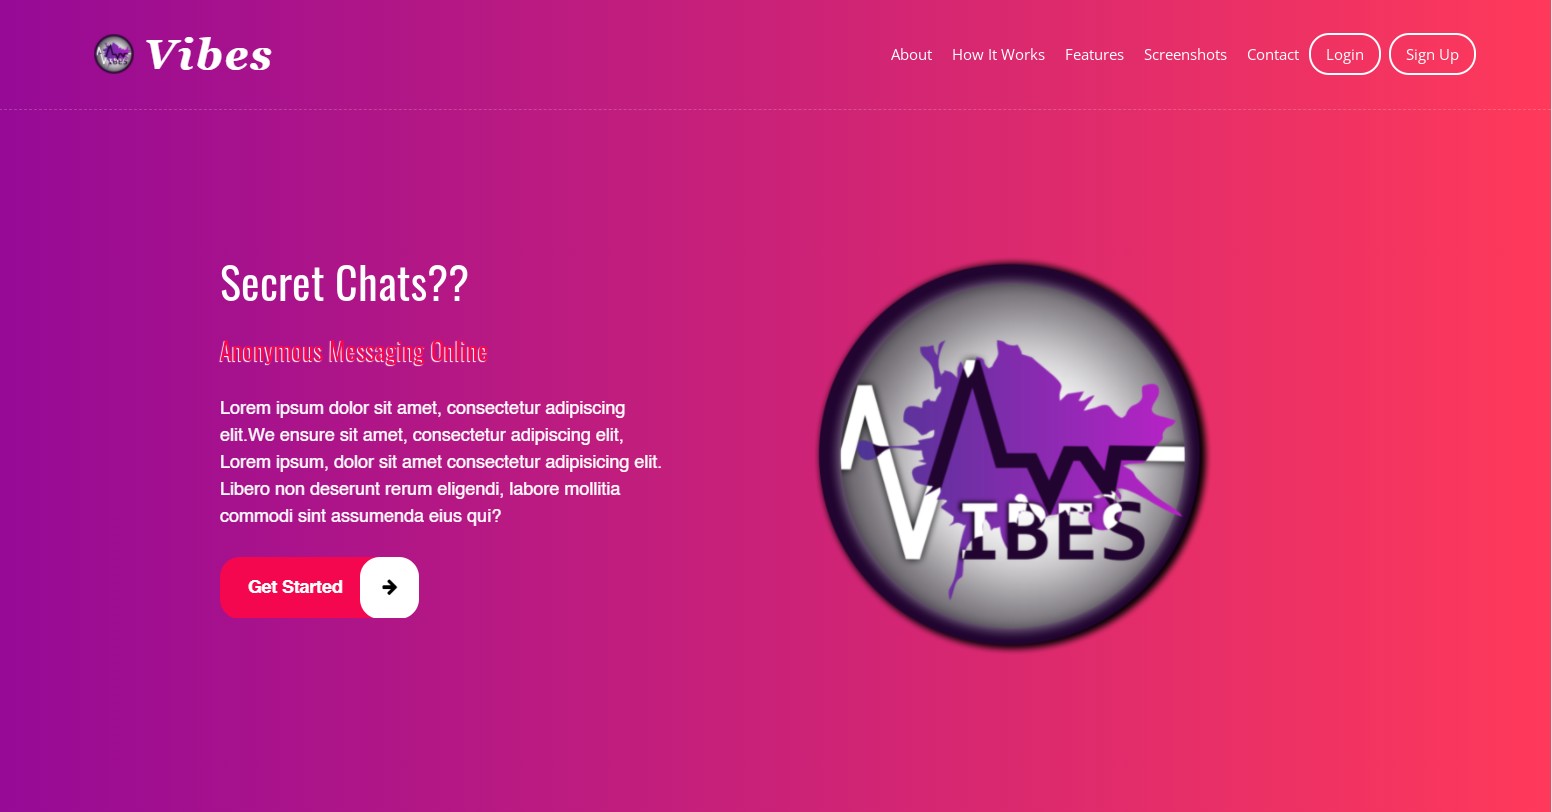 VIBES
Vibes
About How It Works Features Screenshots Contact Login Sign Up
Secret Chats??
Anonymous Messaging Online
Lorem ipsum dolor sit amet, consectetur adipiscing
elit.We ensure sit amet, consectetur adipiscing elit,
Lorem ipsum, dolor sit amet consectetur adipisicing elit.
Libero non deserunt rerum eligendi, labore mollitia
commodi sint assumenda eius qui?
Get Started
VIBES